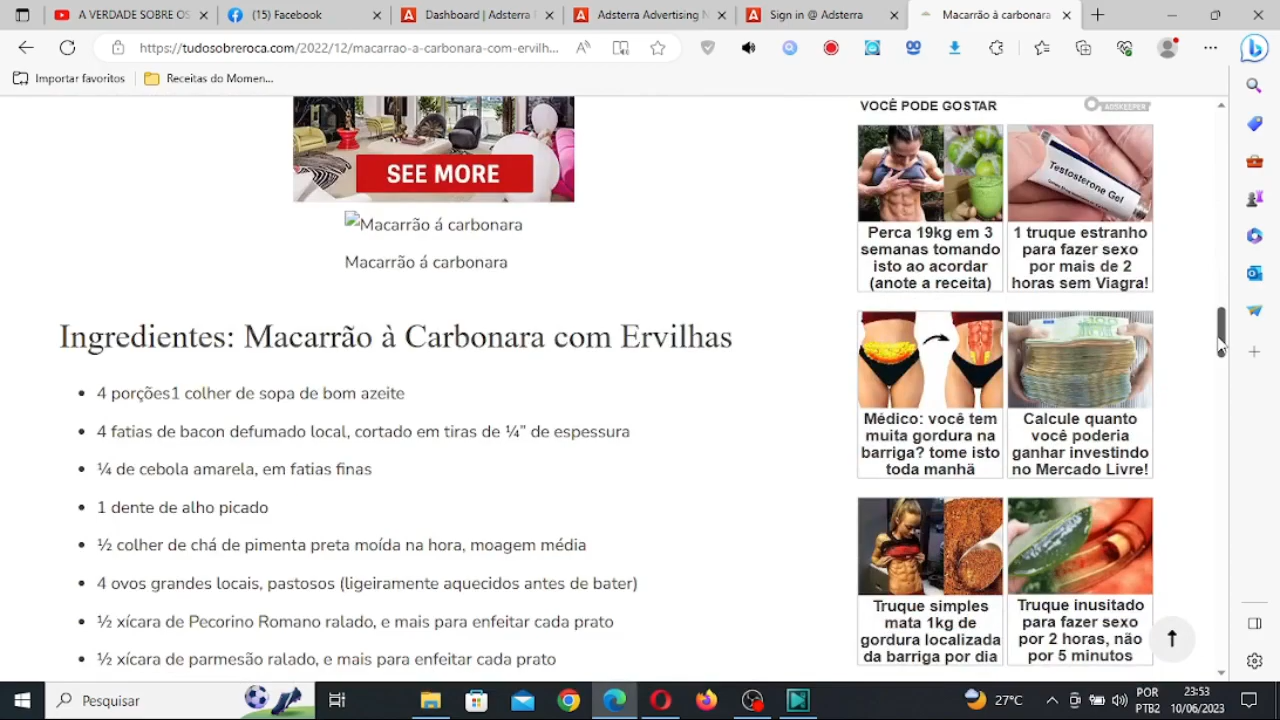 A VERDADE SOBRE OS
(15) Facebook
Dashboard | Adsterra
Adsterra Advertising N
Sign in @ Adsterra
Macarrão á carbonara
https://tudosobreroca.com/2022/12/macarrao-a-carbonara-com-ervilh...
Importar favoritos
Receitas do Momen...
SEE MORE
Macarrão á carbonara
Macarrão á carbonara
Ingredientes: Macarrão à Carbonara com Ervilhas
4 porções1 colher de sopa de bom azeite
4 fatias de bacon defumado local, cortado em tiras de ¼” de espessura
¼ de cebola amarela, em fatias finas
1 dente de alho picado
½ colher de chá de pimenta preta moída na hora, moagem média
4 ovos grandes locais, pastosos (ligeiramente aquecidos antes de bater)
½ xícara de Pecorino Romano ralado, e mais para enfeitar cada prato
½ xícara de parmesão ralado, e mais para enfeitar cada prato
VOCÊ PODE GOSTAR
ADSKEEPER
Perca 19kg em 3
semanas tomando
isto ao acordar
(anote a receita)
Testosterone Gel
1 truque estranho
para fazer sexo
por mais de 2
horas sem Viagra!
Médico: você tem
muita gordura na
barriga? tome isto
toda manhã
Calcule quanto
você poderia
ganhar investindo
no Mercado Livre!
Truque simples
mata 1kg de
gordura localizada
da barriga por dia
Truque inusitado
para fazer sexo
por 2 horas, não
por 5 minutos
Pesquisar
27°C
POR
PTB2
23:53
10/06/2023